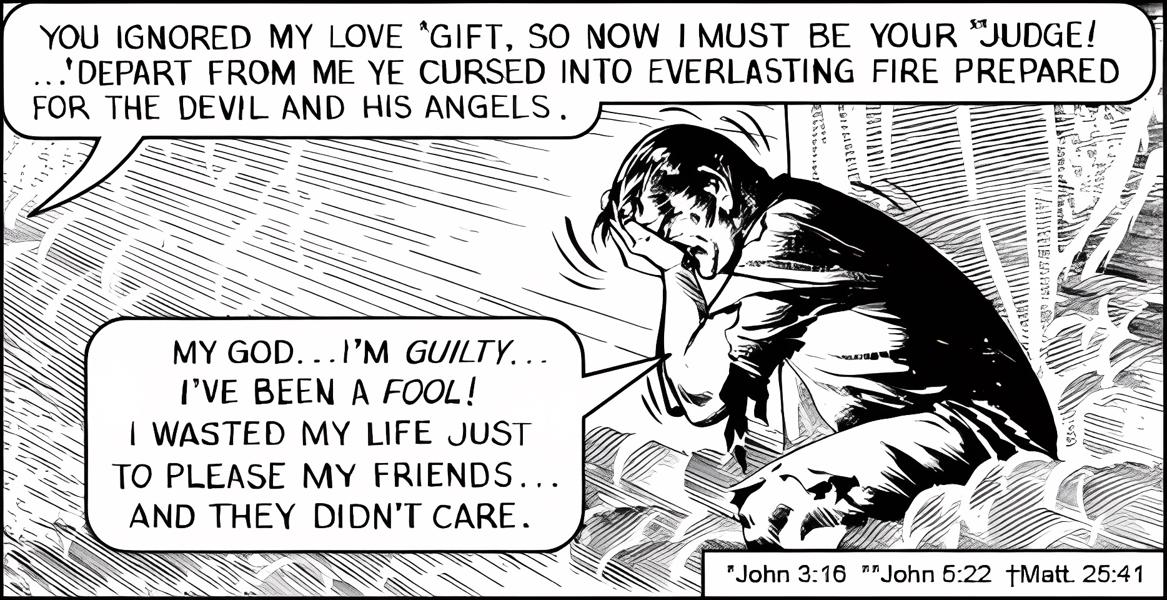 YOU IGNORED MY LOVE *GIFT, SO NOW I MUST BE YOUR **JUDGE!
...†DEPART FROM ME YE CURSED INTO EVERLASTING FIRE PREPARED
FOR THE DEVIL AND HIS ANGELS.
MY GOD...I'M GUILTY...
I'VE BEEN A FOOL!
I WASTED MY LIFE JUST
TO PLEASE MY FRIENDS...
AND THEY DIDN'T CARE.
*John 3:16 **John 5:22 †Matt. 25:41